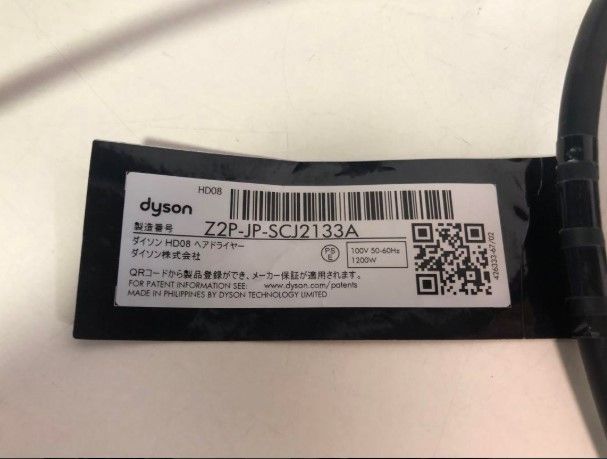 HD08
dyson
製造番号 Z2P-JP-SCJ2133A
ダイソン HD08 ヘアドライヤー
ダイソン株式会社
PS
E
100V 50-60Hz
1200W
QRコードから製品登録ができ、メーカー保証が適用されます。
FOR PATENT INFORMATION SEE: www.dyson.com/patents
MADE IN PHILIPPINES BY DYSON TECHNOLOGY LIMITED
426333-67/02